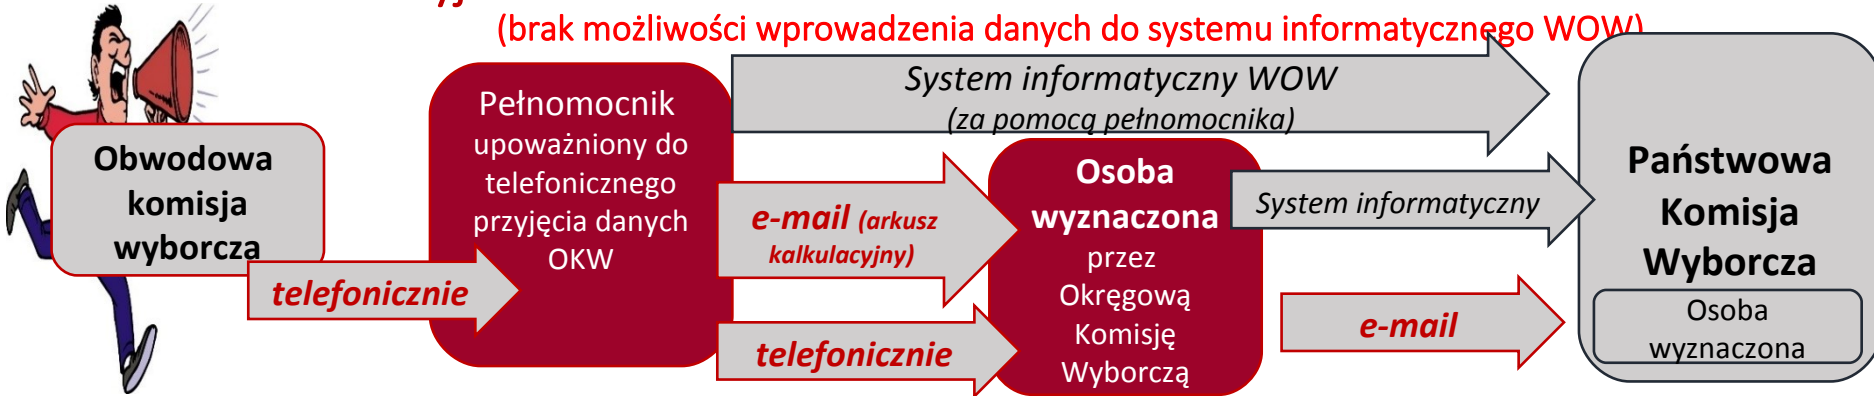 (brak możliwości wprowadzenia danych do systemu informatycznego WOW)
System informatyczny WOW
(za pomocą pełnomocnika)
Obwodowa
komisja
wyborcza
telefonicznie
Pełnomocnik
upoważniony do
telefonicznego
przyjęcia danych
OKW
e-mail (arkusz
kalkulacyjny)
telefonicznie
Osoba
wyznaczona
przez
Okręgową
Komisję
Wyborczą
System informatyczny
e-mail
Państwowa
Komisja
Wyborcza
Osoba
wyznaczona